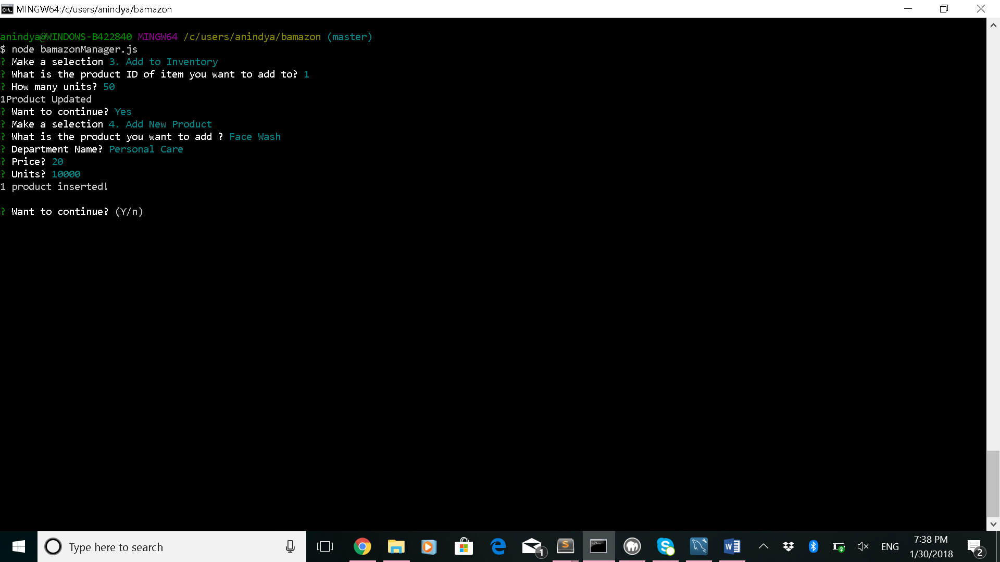 MINGW64:/c/users/anindya/bamazon
anindya@WINDOWS-B422840 MINGW64 /c/users/anindya/bamazon (master)
$ node bamazonManager.js
? Make a selection 3. Add to Inventory
? What is the product ID of item you want to add to? 1
? How many units? 50
1Product Updated
? Want to continue? Yes
? Make a selection 4. Add New Product
? What is the product you want to add ? Face Wash
? Department Name? Personal Care
? Price? 20
? Units? 10000
1 product inserted!
? Want to continue? (Y/n)
Type here to search
1
ENG
7:38 PM
1/30/2018
2